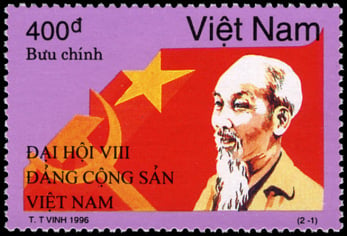 400đ
Việt Nam
Bưu chính
ĐẠI HỘI VIII
ĐẢNG CỘNG SẢN
VIỆT NAM
T. T VINH 1996
(2-1)